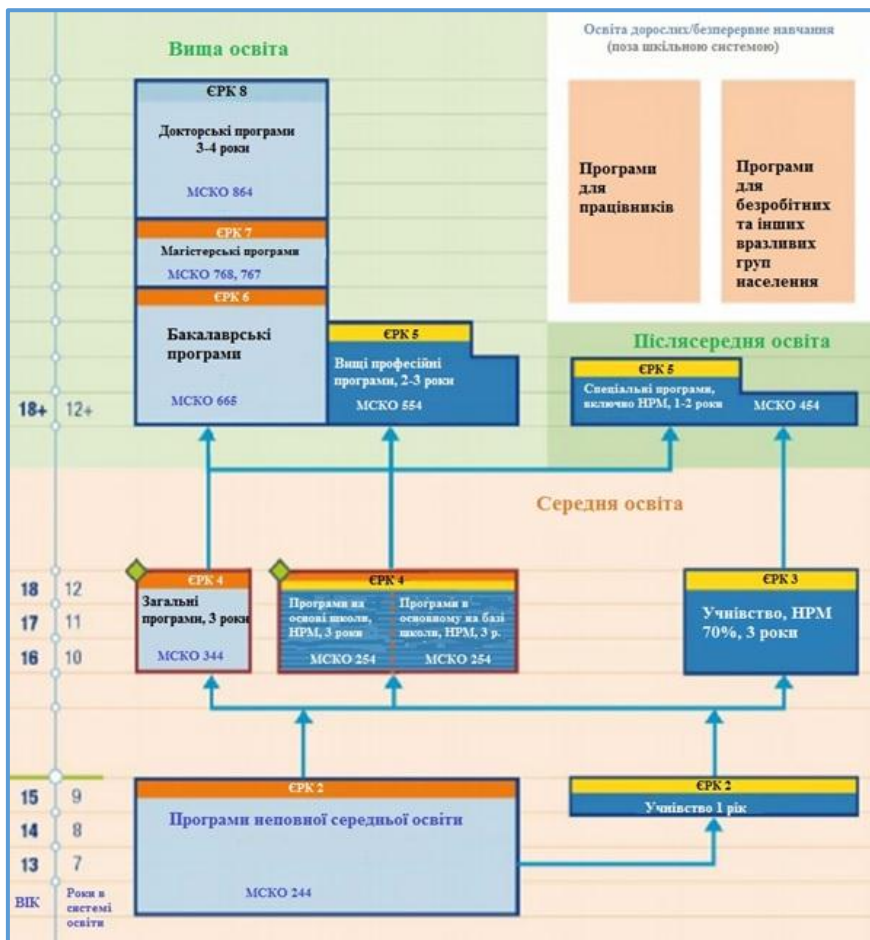 Вища освіта
Освіта дорослих/безперервне навчання
(поза шкільною системою)
ЄРК 8
Докторські програми
3-4 роки
МСКО 864
Програми
для
працівників
Програми
для
безробітних
та інших
вразливих
груп
населення
ЄРК 7
Магістерські програми
МСКО 768, 767
ЄРК 6
Бакалаврські
програми
МСКО 665
ЄРК 5
Вищі професійні
програми, 2-3 роки
МСКО 554
Післясередня освіта
ЄРК 5
Спеціальні програми,
включно НРМ, 1-2 роки
МСКО 454
18+ 12+
Середня освіта
18 12
17 11
16 10
ЄРК 4
Загальні
програми, 3 роки
МСКО 344
ЄРК 4
Програми на
основі школи,
НРМ, 3 роки
МСКО 254
Програми в
основному на базі
школи, НРМ, 3 р.
МСКО 254
ЄРК 3
Учнівство, НРМ
70%, 3 роки
15 9
14 8
13 7
ЄРК 2
Програми неповної середньої освіти
МСКО 244
ЄРК 2
Учнівство 1 рік
ВІК
Роки в
системі
освіти